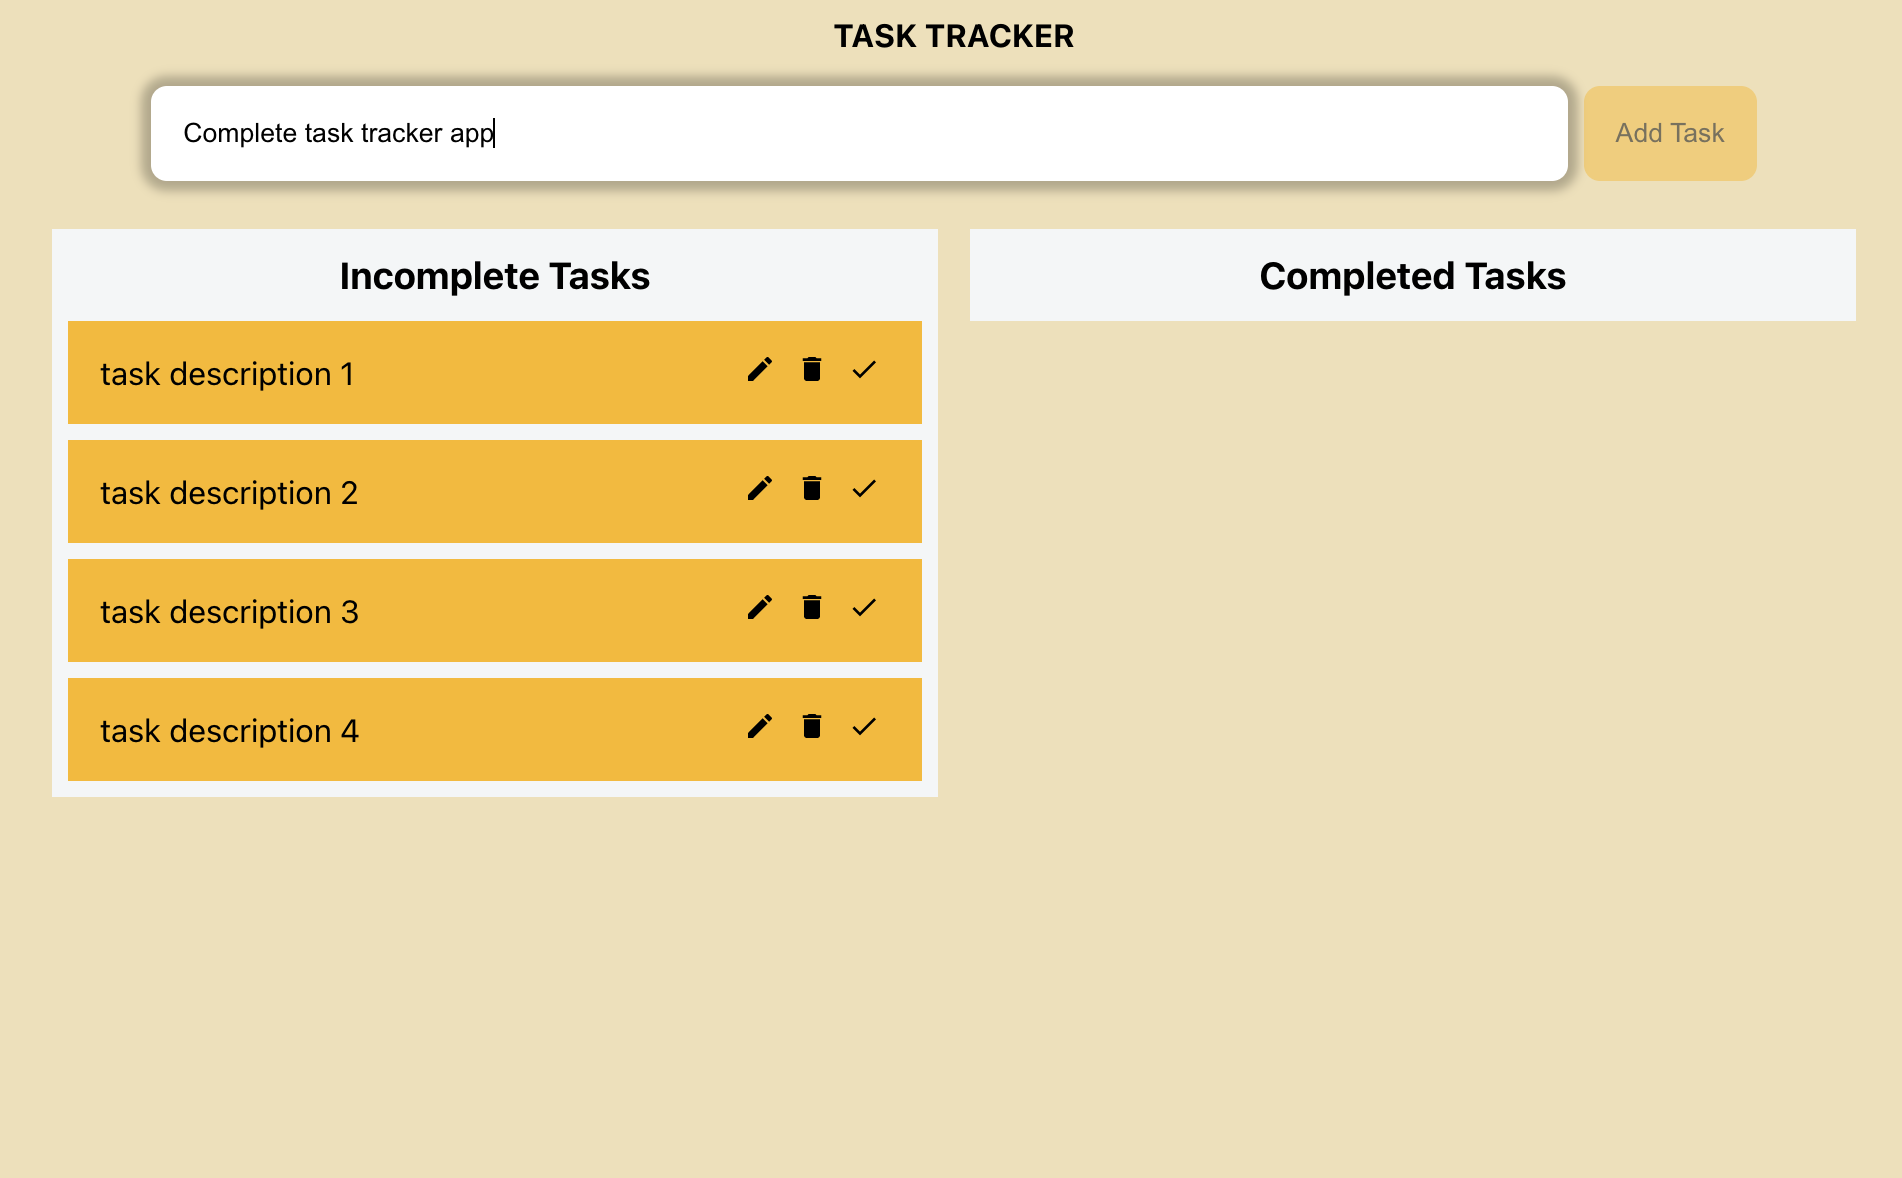 TASK TRACKER
Complete task tracker app
Add Task
Incomplete Tasks
task description 1
task description 2
task description 3
task description 4
Completed Tasks